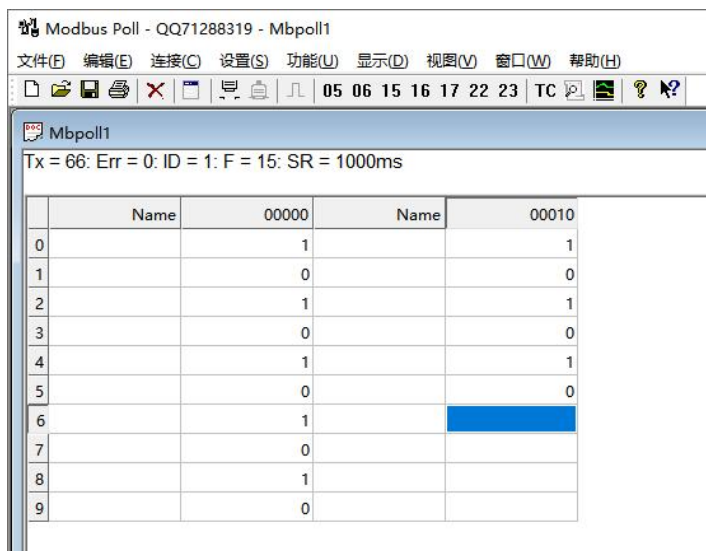 Modbus Poll - QQ71288319 - Mbpoll1
文件(F) 编辑(E) 连接(C) 设置(S) 功能(U) 显示(D) 视图(V) 窗口(W) 帮助(H)
05 06 15 16 17 22 23 TC
Mbpoll1
Tx = 66: Err = 0: ID = 1: F = 15: SR = 1000ms
Name 00000 Name 00010
0 1 1
1 0 0
2 1 1
3 0 0
4 1 1
5 0 0
6 1
7 0
8 1
9 0